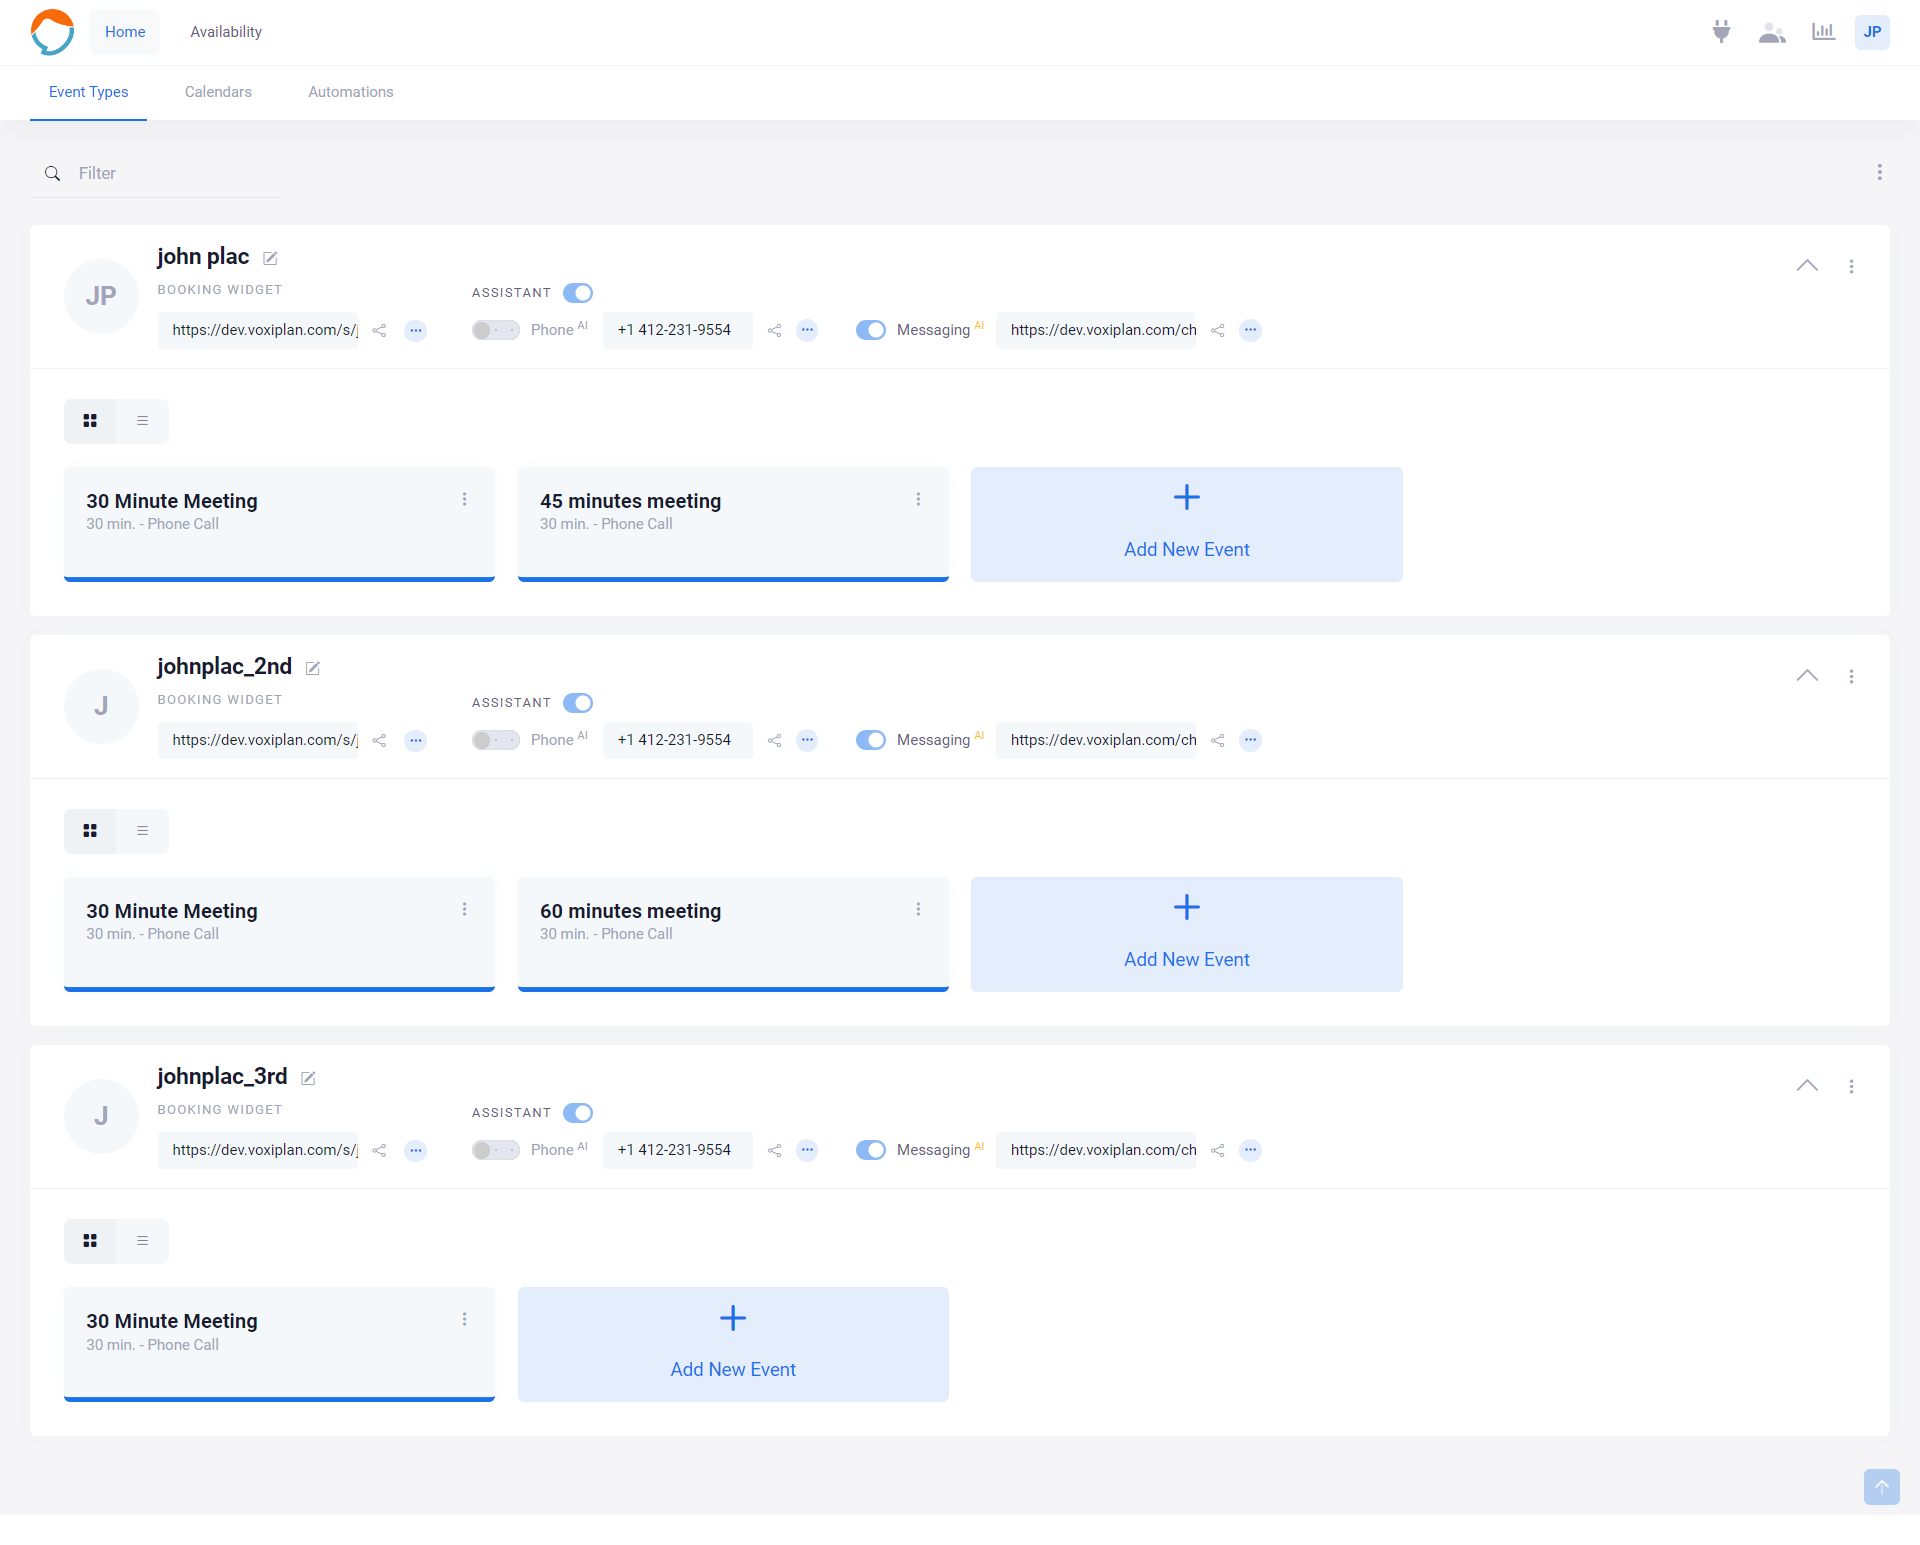 Home Availability JP
Event Types Calendars Automations
Filter
john plac
JP
BOOKING WIDGET ASSISTANT
https://dev.voxiplan.com/s/j Phone AI +1 412-231-9554 Messaging AI https://dev.voxiplan.com/ch
30 Minute Meeting
30 min. - Phone Call
45 minutes meeting
30 min. - Phone Call
Add New Event
johnplac_2nd
J
BOOKING WIDGET ASSISTANT
https://dev.voxiplan.com/s/j Phone AI +1 412-231-9554 Messaging AI https://dev.voxiplan.com/ch
30 Minute Meeting
30 min. - Phone Call
60 minutes meeting
30 min. - Phone Call
Add New Event
johnplac_3rd
J
BOOKING WIDGET ASSISTANT
https://dev.voxiplan.com/s/j Phone AI +1 412-231-9554 Messaging AI https://dev.voxiplan.com/ch
30 Minute Meeting
30 min. - Phone Call
Add New Event